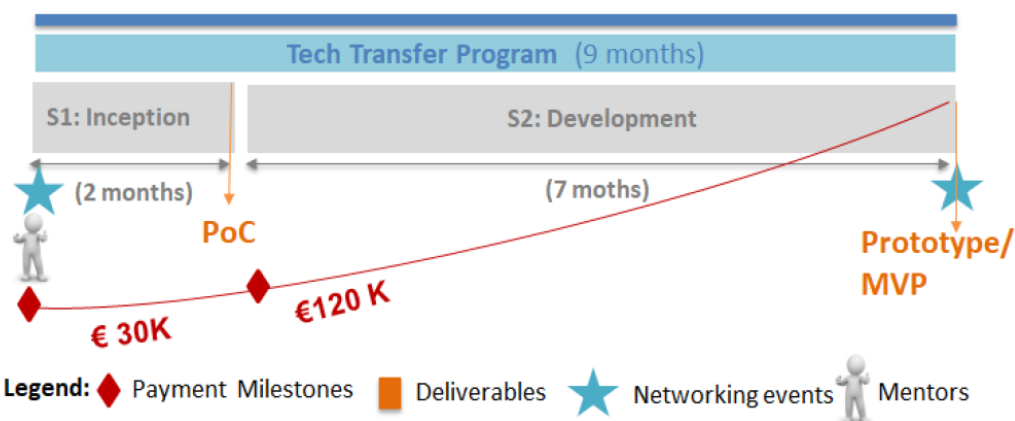 Tech Transfer Program (9 months)
S1: Inception
S2: Development
(2 months)
(7 moths)
PoC
Prototype/
MVP
€ 30K
€120 K
Legend: Payment Milestones Deliverables Networking events Mentors